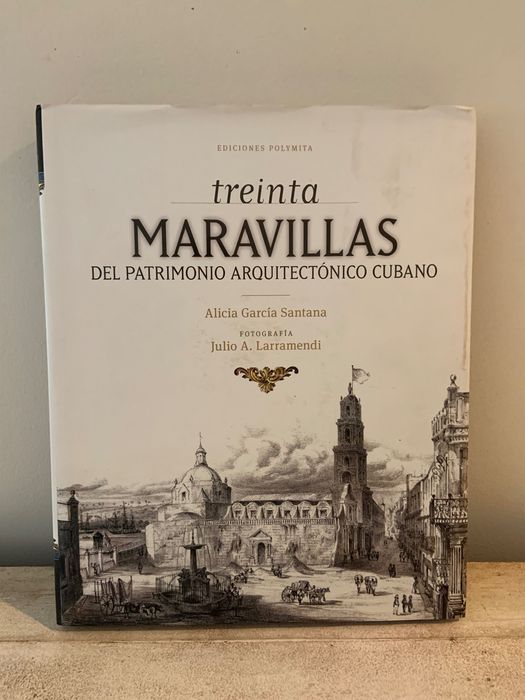 EDICIONES POLYMITA
treinta
MARAVILLAS
DEL PATRIMONIO ARQUITECTÓNICO CUBANO
Alicia García Santana
FOTOGRAFÍA
Julio A. Larramendi